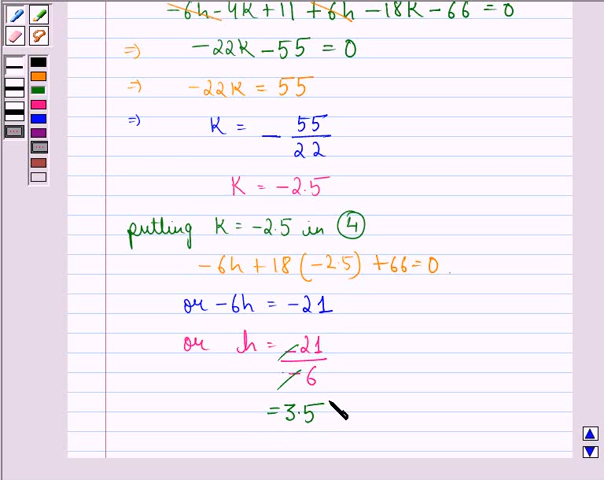 -6h - 4K + 11 + 6h - 18K - 66 = 0
⇒ -22K - 55 = 0
⇒ -22K = 55
⇒ K = - 55/22
K = -2.5
putting K = -2.5 in ④
-6h + 18 (-2.5) + 66 = 0.
or -6h = -21
or h = -21/-6
= 3.5